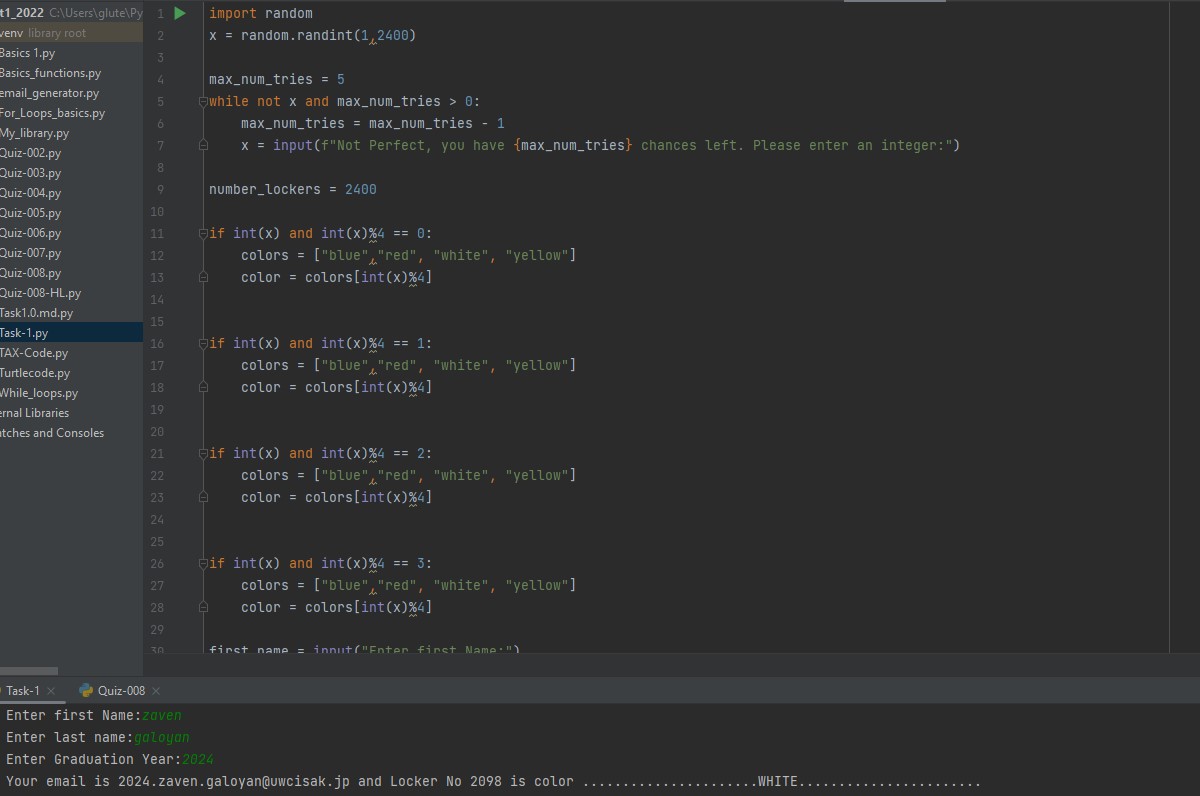 t1_2022 C:\Users\glute\Py
venv library root
Basics 1.py
Basics_functions.py
email_generator.py
For_Loops_basics.py
My_library.py
Quiz-002.py
Quiz-003.py
Quiz-004.py
Quiz-005.py
Quiz-006.py
Quiz-007.py
Quiz-008.py
Quiz-008-HL.py
Task1.0.md.py
Task-1.py
TAX-Code.py
Turtlecode.py
While_loops.py
ernal Libraries
atches and Consoles
1 import random
2 x = random.randint(1,2400)
3
4 max_num_tries = 5
5 while not x and max_num_tries > 0:
6     max_num_tries = max_num_tries - 1
7     x = input(f"Not Perfect, you have {max_num_tries} chances left. Please enter an integer:")
8
9 number_lockers = 2400
10
11 if int(x) and int(x)%4 == 0:
12     colors = ["blue","red", "white", "yellow"]
13     color = colors[int(x)%4]
14
15
16 if int(x) and int(x)%4 == 1:
17     colors = ["blue","red", "white", "yellow"]
18     color = colors[int(x)%4]
19
20
21 if int(x) and int(x)%4 == 2:
22     colors = ["blue","red", "white", "yellow"]
23     color = colors[int(x)%4]
24
25
26 if int(x) and int(x)%4 == 3:
27     colors = ["blue","red", "white", "yellow"]
28     color = colors[int(x)%4]
29
30 first_name = input("Enter first Name:")
Task-1 × Quiz-008 ×
Enter first Name:zaven
Enter last name:galoyan
Enter Graduation Year:2024
Your email is 2024.zaven.galoyan@uwcisak.jp and Locker No 2098 is color ......................WHITE.......................